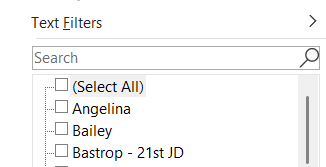 Text Filters
Search
(Select All)
Angelina
Bailey
Bastrop - 21st JD